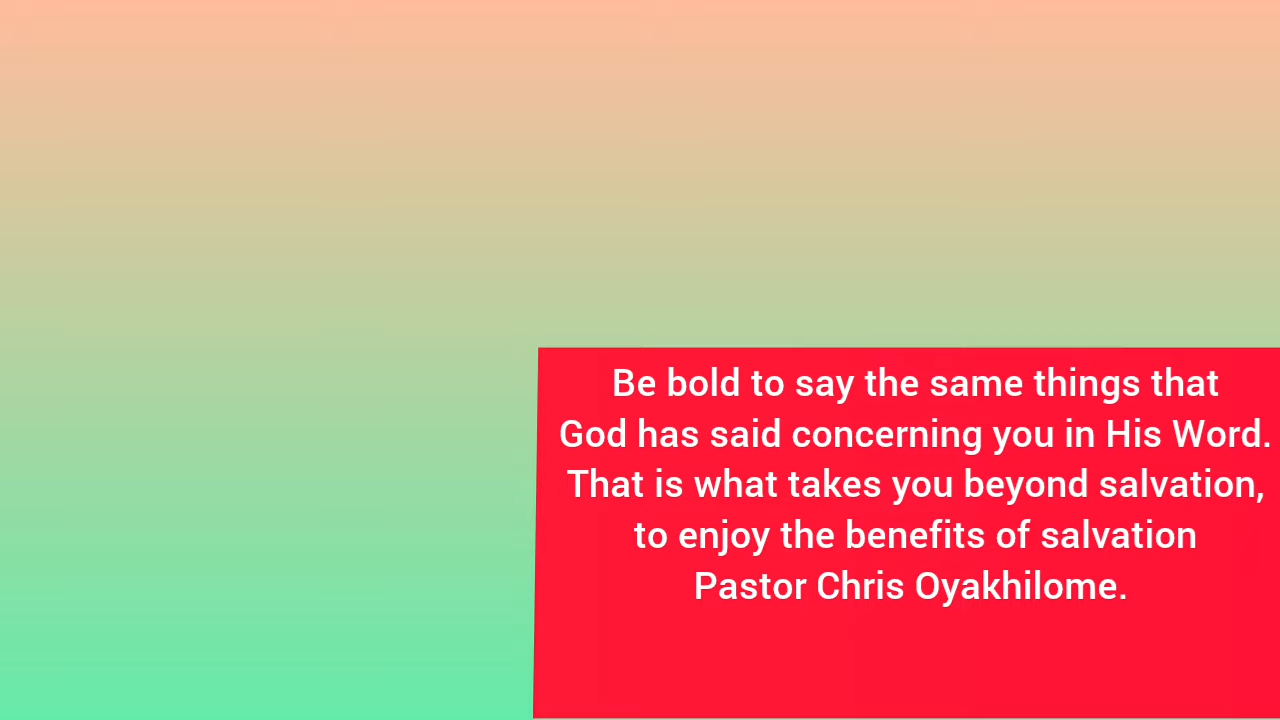 Be bold to say the same things that
God has said concerning you in His Word.
That is what takes you beyond salvation,
to enjoy the benefits of salvation
Pastor Chris Oyakhilome.